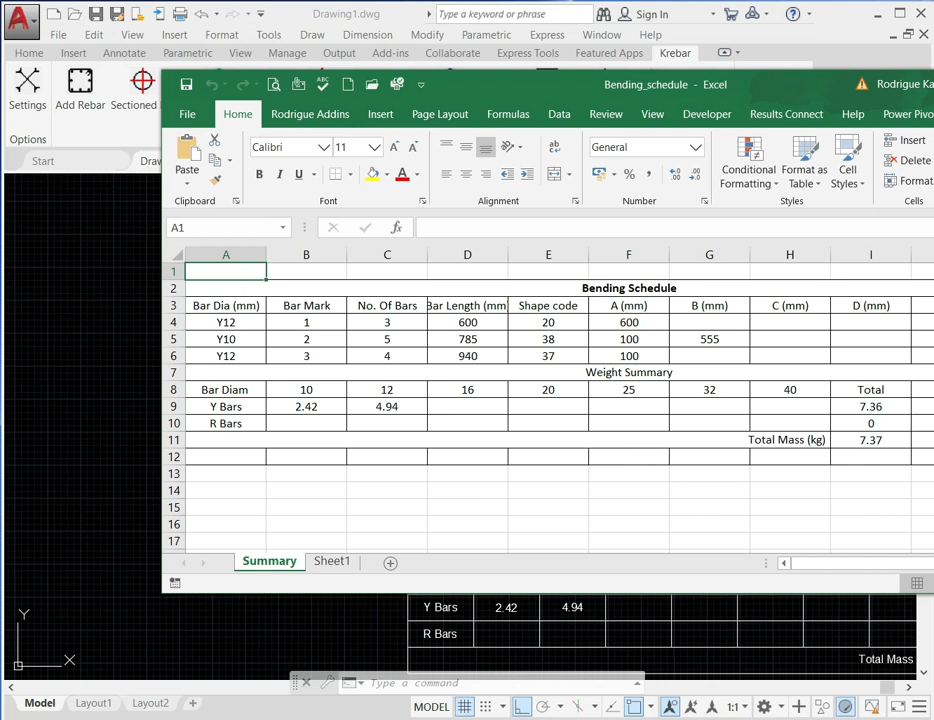 A Drawing1.dwg Type a keyword or phrase Sign In ?
File Edit View Insert Format Tools Draw Dimension Modify Parametric Express Window Help
Home Insert Annotate Parametric View Manage Output Add-ins Collaborate Express Tools Featured Apps Krebar
Settings Add Rebar Sectioned
Options
Start Draw
ABC Bending_schedule - Excel Rodrigue Ka
File Home Rodrigue Addins Insert Page Layout Formulas Data Review View Developer Results Connect Help Power Pivo
Paste
Clipboard
Calibri 11 A A
B I U A
Font
ab
Alignment
General
% , .00
Number
Conditional Formatting
Format as Table
Cell Styles
Styles
Insert
Delete
Format
Cells
A1 fx
A B C D E F G H I
1
2 Bending Schedule
3 Bar Dia (mm) Bar Mark No. Of Bars Bar Length (mm) Shape code A (mm) B (mm) C (mm) D (mm)
4 Y12 1 3 600 20 600
5 Y10 2 5 785 38 100 555
6 Y12 3 4 940 37 100
7 Weight Summary
8 Bar Diam 10 12 16 20 25 32 40 Total
9 Y Bars 2.42 4.94 7.36
10 R Bars 0
11 Total Mass (kg) 7.37
12
13
14
15
16
17
Summary Sheet1
Y Bars 2.42 4.94
R Bars
Total Mass
Y
X
Type a command
Model Layout1 Layout2 + MODEL 1:1